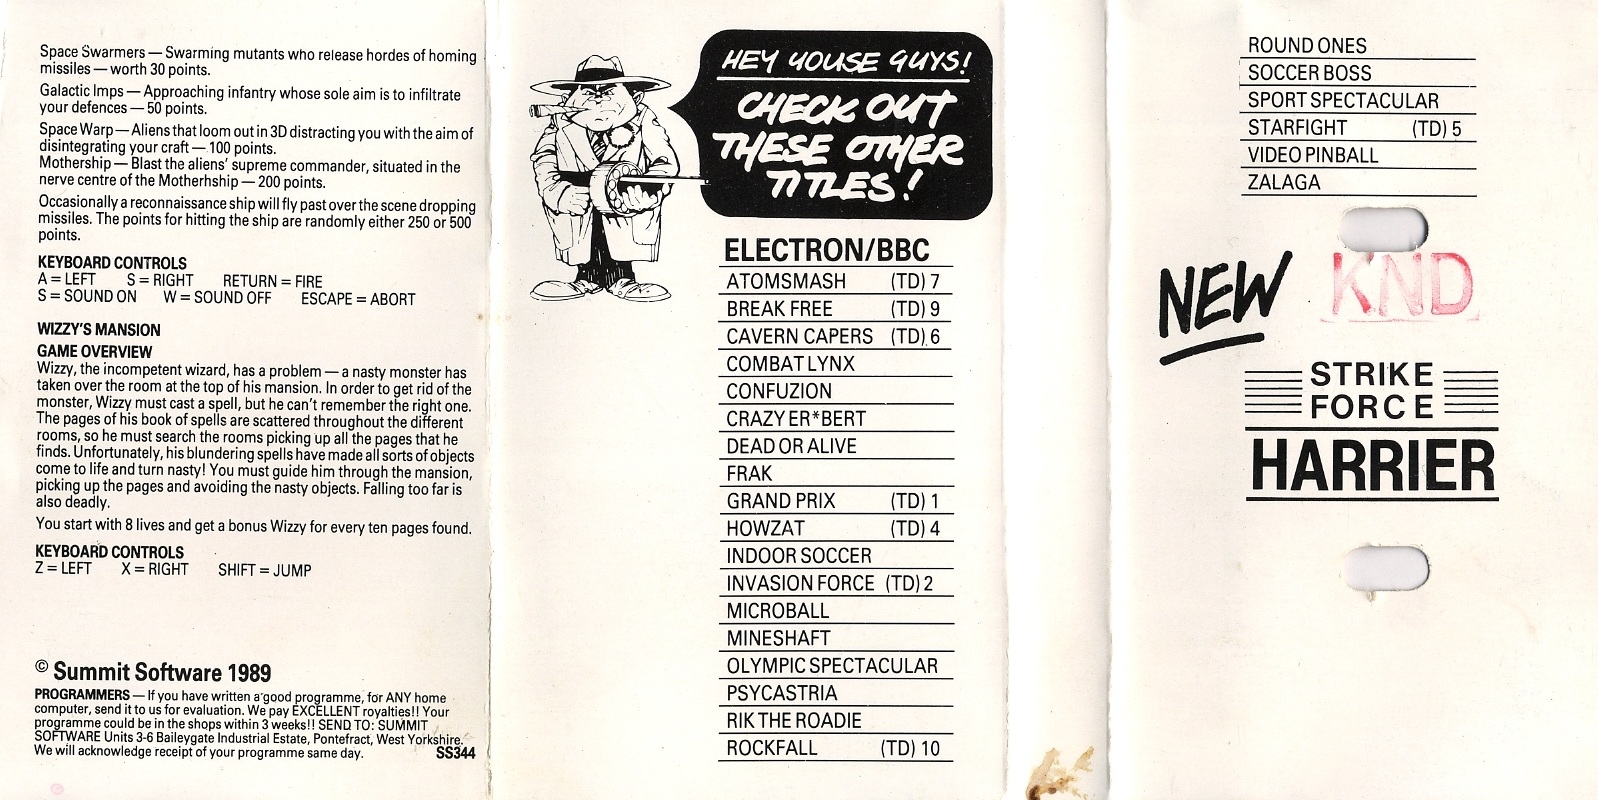 Space Swarmers — Swarming mutants who release hordes of homing
missiles — worth 30 points.
Galactic Imps — Approaching infantry whose sole aim is to infiltrate
your defences — 50 points.
Space Warp — Aliens that loom out in 3D distracting you with the aim of
disintegrating your craft — 100 points.
Mothership — Blast the aliens' supreme commander, situated in the
nerve centre of the Motherhship — 200 points.
Occasionally a reconnaissance ship will fly past over the scene dropping
missiles. The points for hitting the ship are randomly either 250 or 500
points.
KEYBOARD CONTROLS
A = LEFT S = RIGHT RETURN = FIRE
S = SOUND ON W = SOUND OFF ESCAPE = ABORT
WIZZY'S MANSION
GAME OVERVIEW
Wizzy, the incompetent wizard, has a problem — a nasty monster has
taken over the room at the top of his mansion. In order to get rid of the
monster, Wizzy must cast a spell, but he can't remember the right one.
The pages of his book of spells are scattered throughout the different
rooms, so he must search the rooms picking up all the pages that he
finds. Unfortunately, his blundering spells have made all sorts of objects
come to life and turn nasty! You must guide him through the mansion,
picking up the pages and avoiding the nasty objects. Falling too far is
also deadly.
You start with 8 lives and get a bonus Wizzy for every ten pages found.
KEYBOARD CONTROLS
Z = LEFT X = RIGHT SHIFT = JUMP
© Summit Software 1989
PROGRAMMERS — If you have written a good programme, for ANY home
computer, send it to us for evaluation. We pay EXCELLENT royalties!! Your
programme could be in the shops within 3 weeks!! SEND TO: SUMMIT
SOFTWARE Units 3-6 Baileygate Industrial Estate, Pontefract, West Yorkshire.
We will acknowledge receipt of your programme same day. SS344
HEY YOUSE GUYS!
CHECK OUT
THESE OTHER
TITLES!
ELECTRON/BBC
ATOMSMASH (TD) 7
BREAK FREE (TD) 9
CAVERN CAPERS (TD) 6
COMBAT LYNX
CONFUZION
CRAZY ER*BERT
DEAD OR ALIVE
FRAK
GRAND PRIX (TD) 1
HOWZAT (TD) 4
INDOOR SOCCER
INVASION FORCE (TD) 2
MICROBALL
MINESHAFT
OLYMPIC SPECTACULAR
PSYCASTRIA
RIK THE ROADIE
ROCKFALL (TD) 10
ROUND ONES
SOCCER BOSS
SPORT SPECTACULAR
STARFIGHT (TD) 5
VIDEO PINBALL
ZALAGA
NEW
KND
STRIKE
FORCE
HARRIER